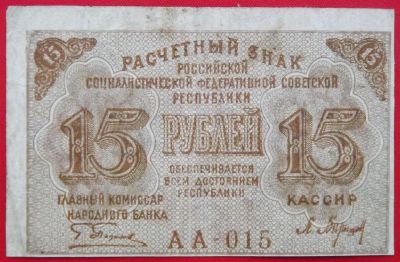 15 РАСЧЕТНЫЙ ЗНАК 15
РОССИЙСКОЙ
СОЦИАЛИСТИЧЕСКОЙ ФЕДЕРАТИВНОЙ СОВЕТСКОЙ
РЕСПУБЛИКИ
15 РУБЛЕЙ 15
ОБЕСПЕЧИВАЕТСЯ
ВСЕМ ДОСТОЯНИЕМ
РЕСПУБЛИКИ
ГЛАВНЫЙ КОМИССАР
НАРОДНОГО БАНКА
КАССИР
АА-015